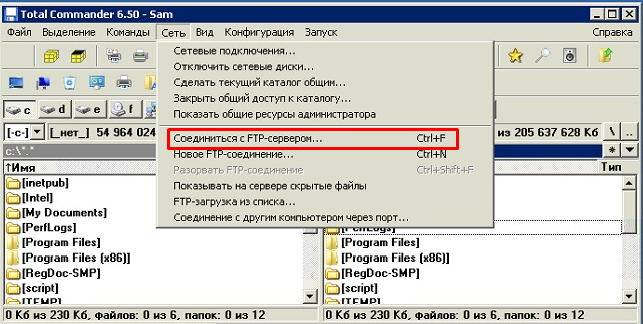 Total Commander 6.50 - Sam
Файл Выделение Команды Сеть Вид Конфигурация Запуск Справка
Сетевые подключения...
Отключить сетевые диски...
Сделать текущий каталог общим...
Закрыть общий доступ к каталогу...
Показать общие ресурсы администратора
Соединиться с FTP-сервером... Ctrl+F
Новое FTP-соединение... Ctrl+N
Разорвать FTP-соединение Ctrl+Shift+F
Показывать на сервере скрытые файлы
FTP-загрузка из списка...
Соединение с другим компьютером через порт...
c d e f
[-c-] [_нет_] 54 964 024 из 205 637 628 Кб \ ..
c:\*.* * ▼
↑Имя Тип
[inetpub]
[Intel]
[My Documents]
[PerfLogs] [PerfLogs]
[Program Files] [Program Files]
[Program Files (x86)] [Program Files (x86)]
[RegDoc-SMP] [RegDoc-SMP]
[script] [script]
[TEMP] [TEMP]
0 Кб из 230 Кб, файлов: 0 из 6, папок: 0 из 12 0 Кб из 230 Кб, файлов: 0 из 6, папок: 0 из 12